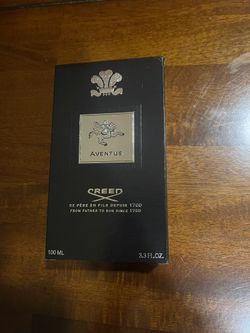 AVENTUS
CREED
DE PÈRE EN FILS DEPUIS 1760
FROM FATHER TO SON SINCE 1760
100 ML
3.3 FL.OZ.